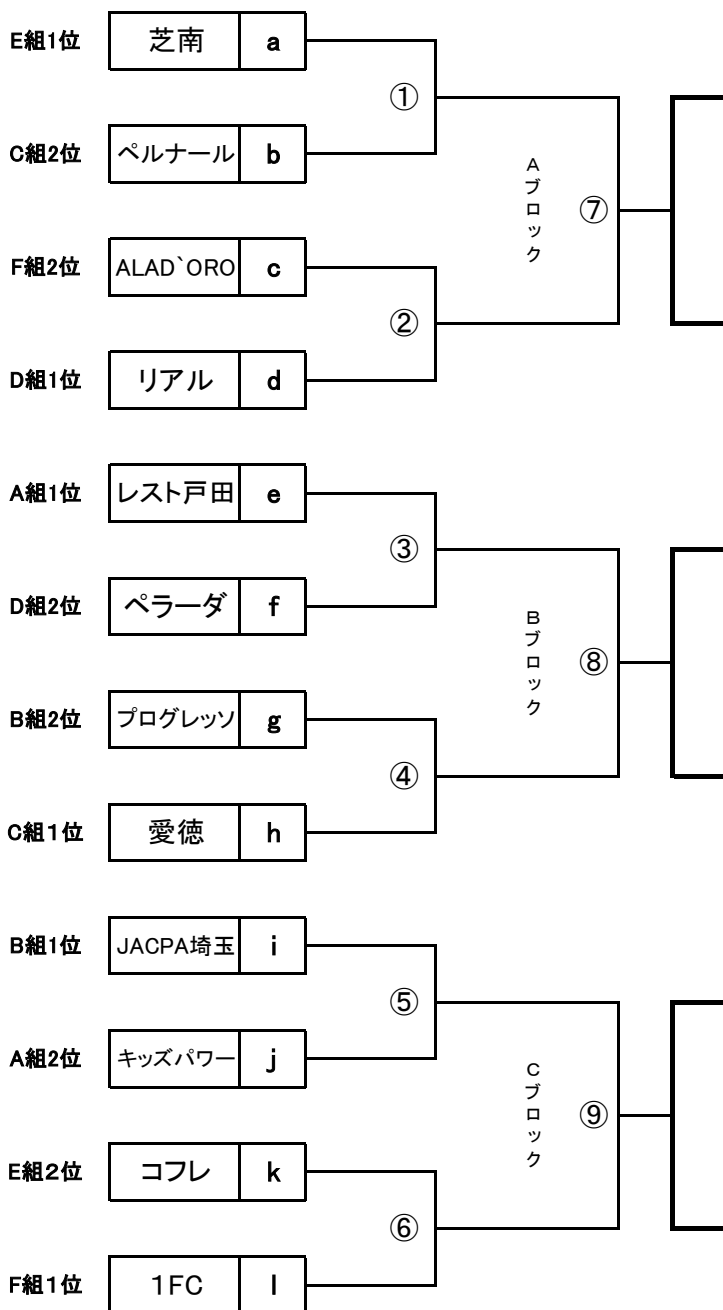 E組1位 芝南 a
①
C組2位 ペルナール b
Aブロック ⑦
F組2位 ALAD`ORO c
②
D組1位 リアル d
A組1位 レスト戸田 e
③
D組2位 ペラーダ f
Bブロック ⑧
B組2位 プログレッソ g
④
C組１位 愛徳 h
B組1位 JACPA埼玉 i
⑤
A組2位 キッズパワー j
Cブロック ⑨
E組２位 コフレ k
⑥
F組１位 1FC l